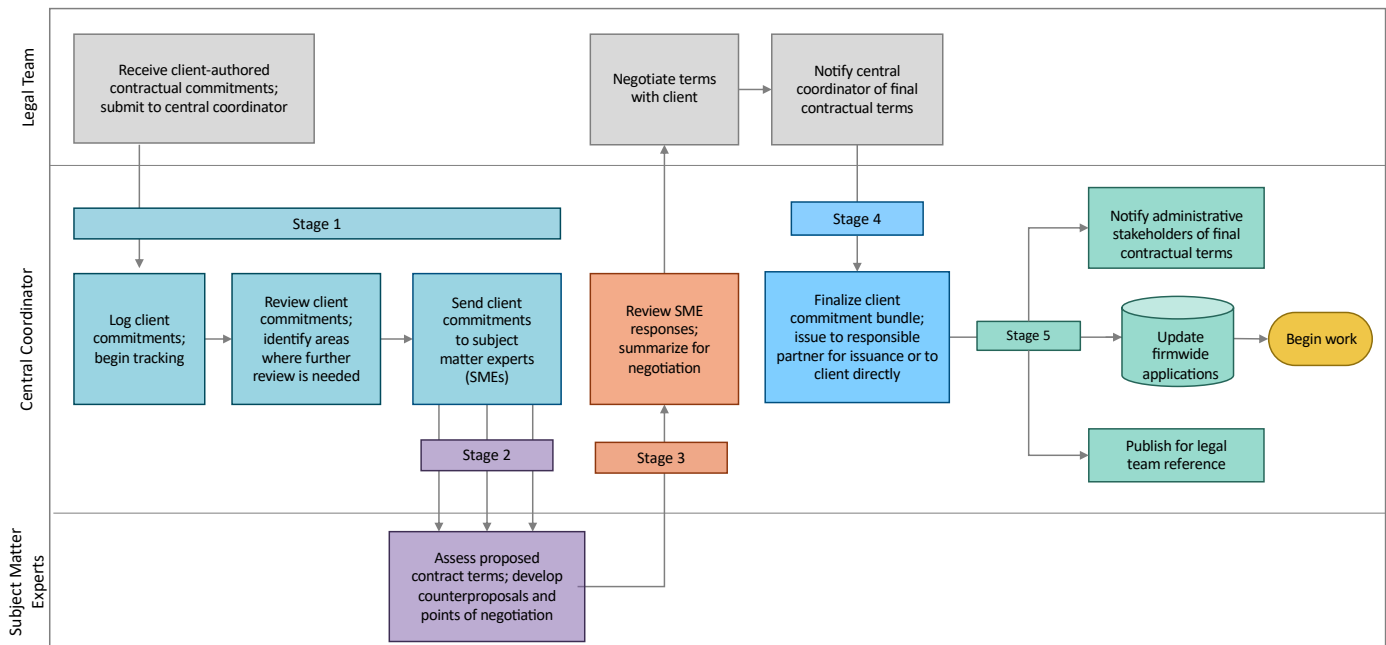 Legal Team
Receive client-authored
contractual commitments;
submit to central coordinator
Negotiate terms
with client
Notify central
coordinator of final
contractual terms
Central Coordinator
Stage 1
Log client
commitments;
begin tracking
Review client
commitments;
identify areas
where further
review is needed
Send client
commitments
to subject
matter experts
(SMEs)
Stage 2
Review SME
responses;
summarize for
negotiation
Stage 3
Stage 4
Finalize client
commitment bundle;
issue to responsible
partner for issuance or to
client directly
Stage 5
Notify administrative
stakeholders of final
contractual terms
Update
firmwide
applications
Begin work
Publish for legal
team reference
Subject Matter
Experts
Assess proposed
contract terms; develop
counterproposals and
points of negotiation